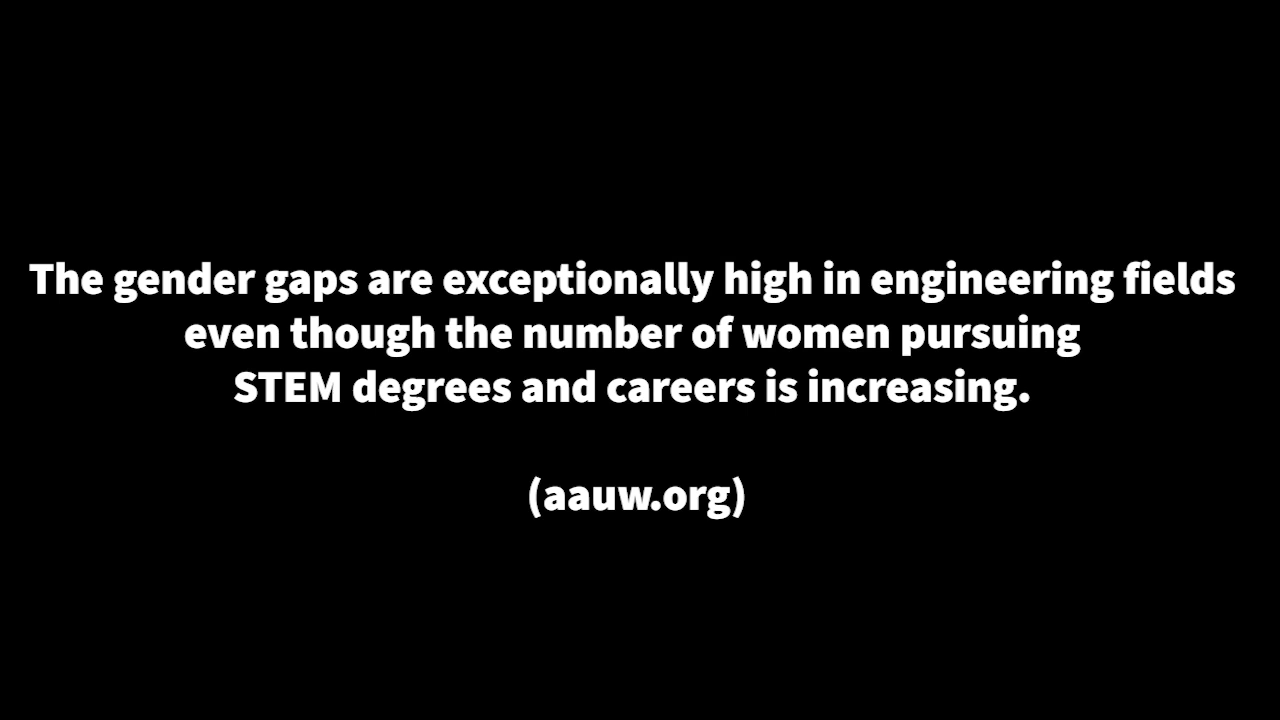 The gender gaps are exceptionally high in engineering fields
even though the number of women pursuing
STEM degrees and careers is increasing.
(aauw.org)